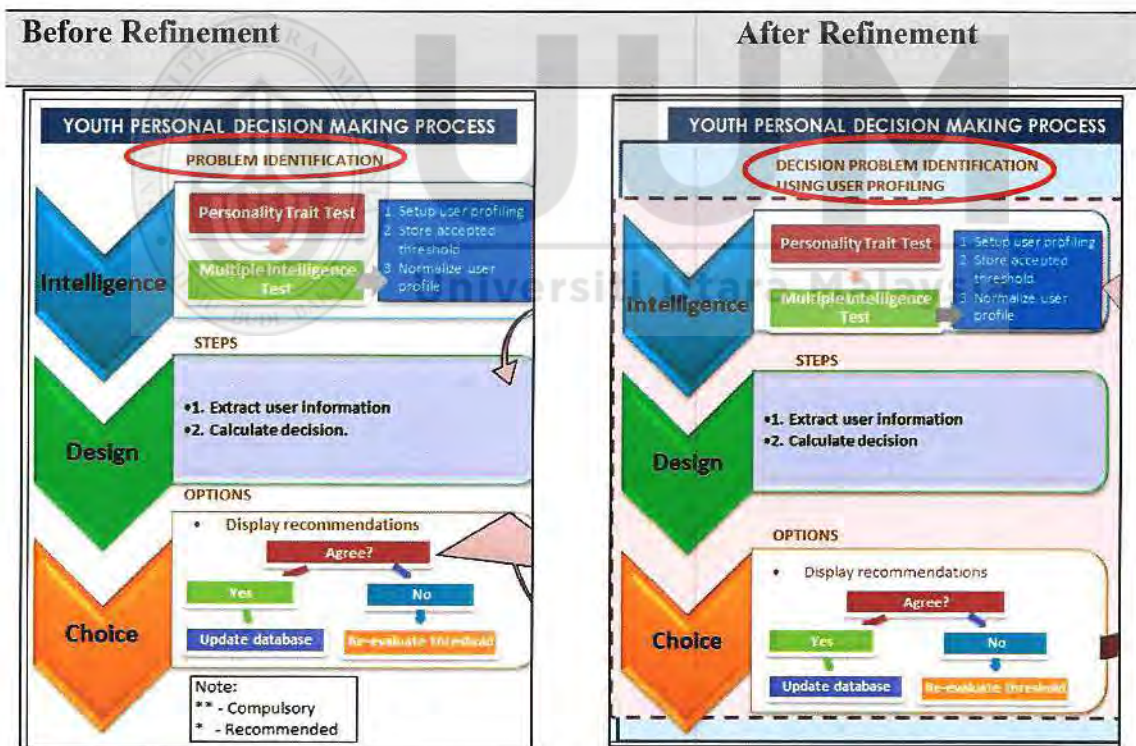 Before Refinement
After Refinement
YOUTH PERSONAL DECISION MAKING PROCESS
PROBLEM IDENTIFICATION
Intelligence
Personality Trait Test
Multiple Intelligence
Test
1. Setup user profiling
2. Store accepted
threshold
3. Normalize user
profile
STEPS
Design
•1. Extract user information
•2. Calculate decision.
OPTIONS
Choice
• Display recommendations
Agree?
Yes
No
Update database
Re-evaluate threshold
Note:
** - Compulsory
* - Recommended
YOUTH PERSONAL DECISION MAKING PROCESS
DECISION PROBLEM IDENTIFICATION
USING USER PROFILING
Intelligence
Personality Trait Test
Multiple Intelligence
Test
1. Setup user profiling
2. Store accepted
threshold
3. Normalize user
profile
STEPS
Design
•1. Extract user information
•2. Calculate decision
OPTIONS
Choice
• Display recommendations
Agree?
Yes
No
Update database
Re-evaluate threshold
UUM
Universiti Utara Malaysia